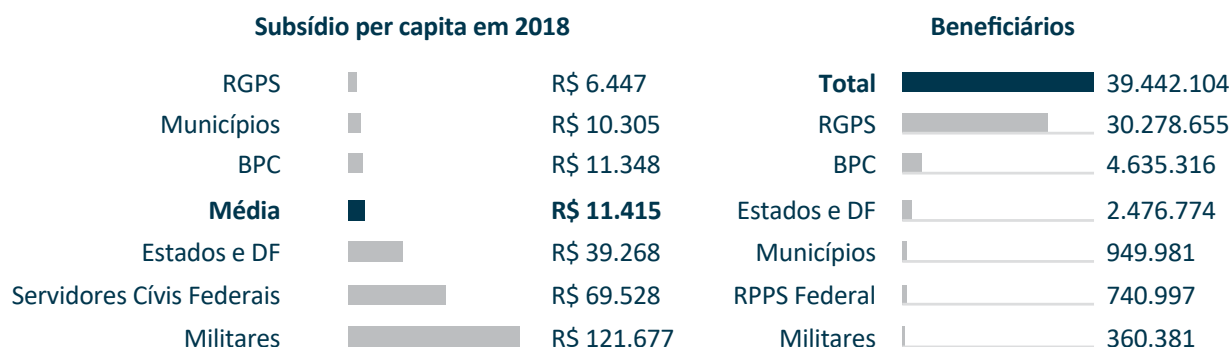 Subsídio per capita em 2018
RGPS R$ 6.447
Municípios R$ 10.305
BPC R$ 11.348
Média R$ 11.415
Estados e DF R$ 39.268
Servidores Cívis Federais R$ 69.528
Militares R$ 121.677
Beneficiários
Total 39.442.104
RGPS 30.278.655
BPC 4.635.316
Estados e DF 2.476.774
Municípios 949.981
RPPS Federal 740.997
Militares 360.381